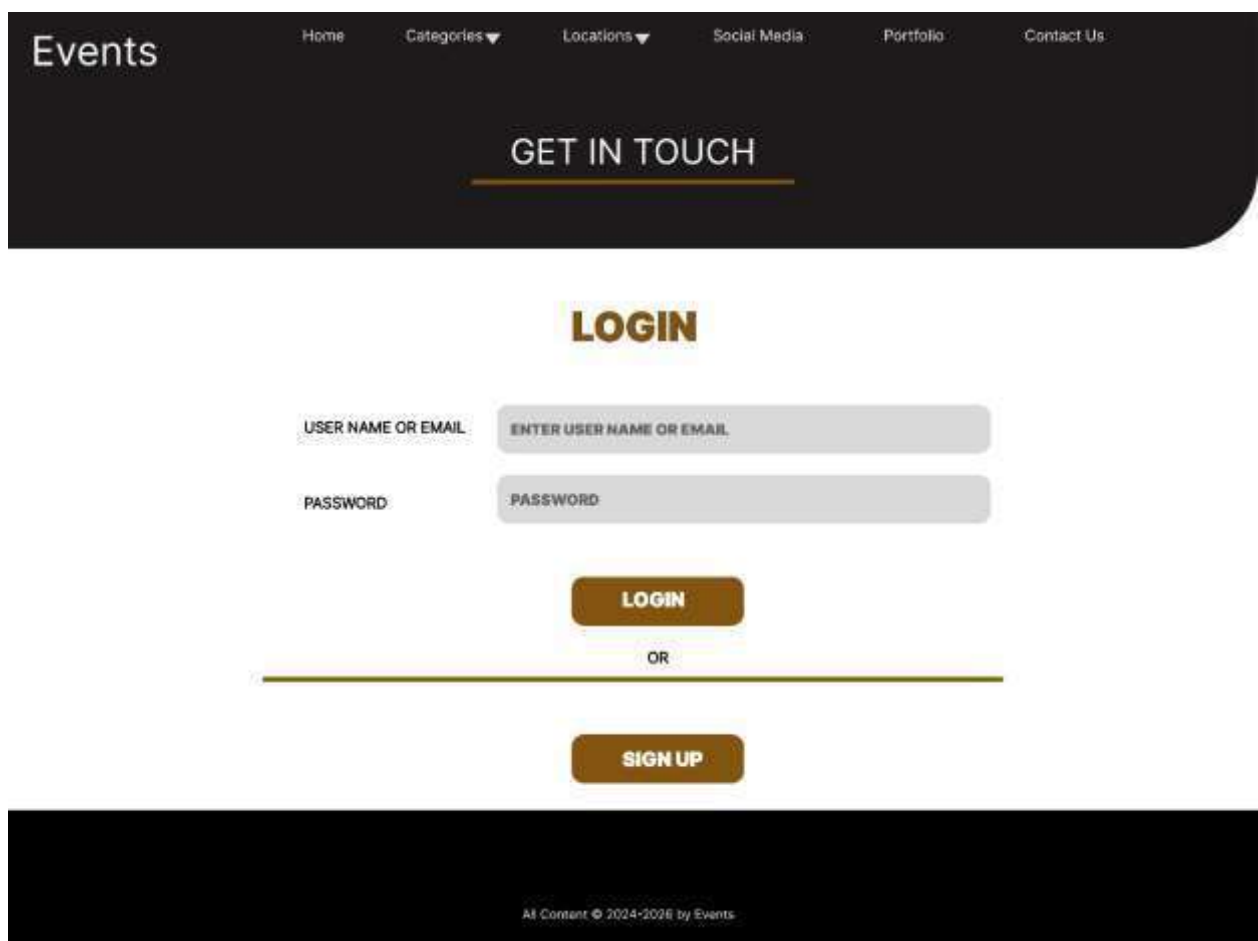 Events
Home Categories Locations Social Media Portfolio Contact Us
GET IN TOUCH
LOGIN
USER NAME OR EMAIL ENTER USER NAME OR EMAIL
PASSWORD PASSWORD
LOGIN
OR
SIGN UP
All Content © 2024-2026 by Events